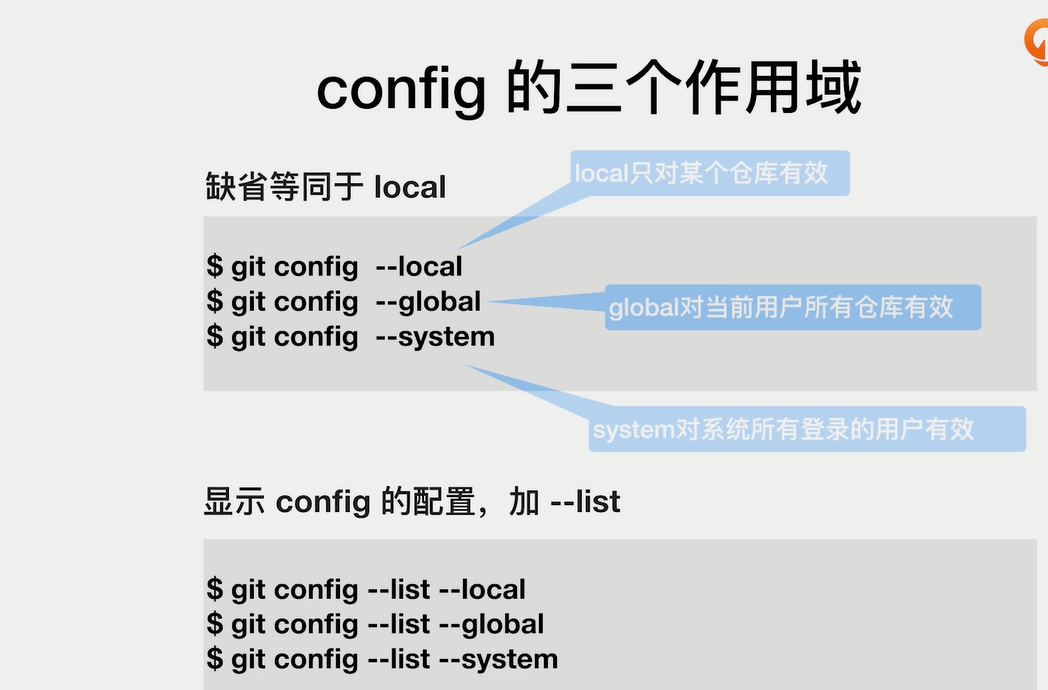 config 的三个作用域
缺省等同于 local
local只对某个仓库有效
$ git config  --local
$ git config  --global
global对当前用户所有仓库有效
$ git config  --system
system对系统所有登录的用户有效
显示 config 的配置，加 --list
$ git config --list --local
$ git config --list --global
$ git config --list --system